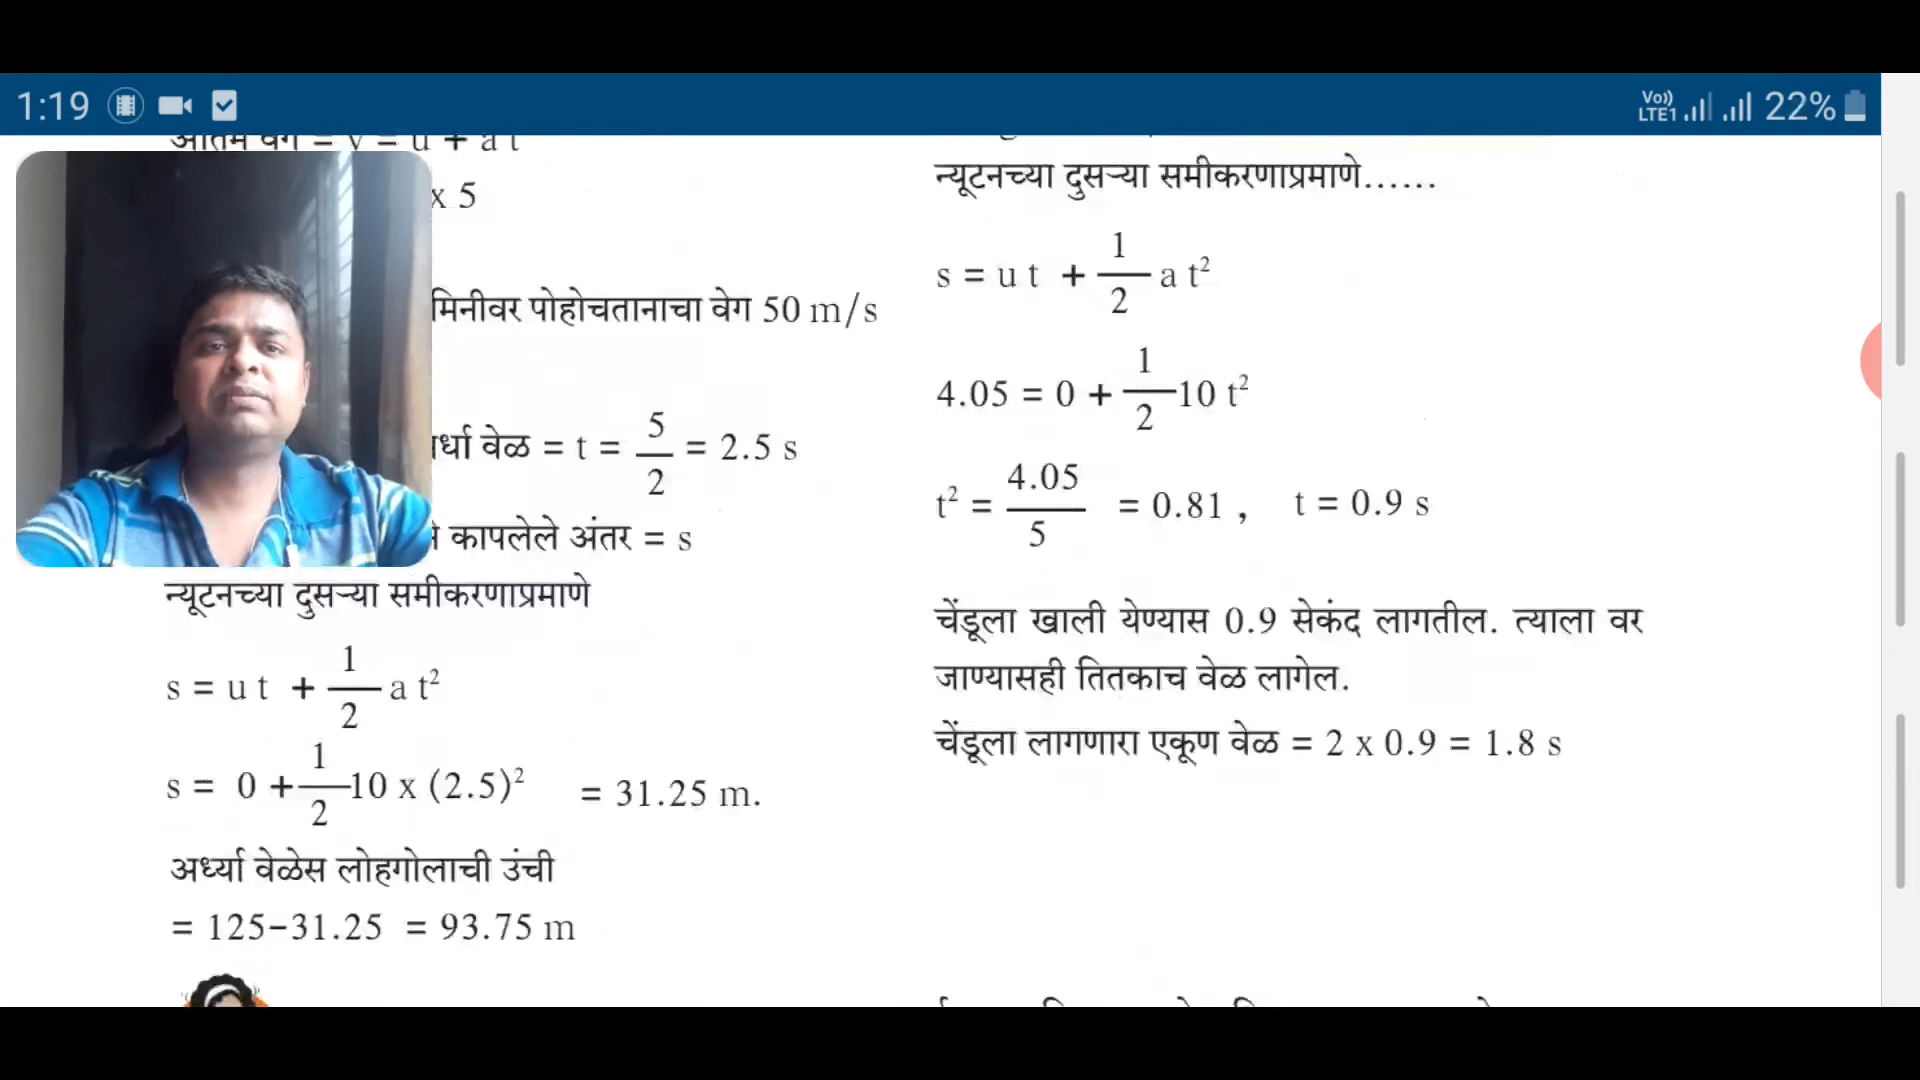 1:19
Vo)) LTE1 22%
अंतिम वेग = v = u + a t
x 5
मिनीवर पोहोचतानाचा वेग 50 m/s
र्धा वेळ = t = 5/2 = 2.5 s
कापलेले अंतर = s
न्यूटनच्या दुसऱ्या समीकरणाप्रमाणे
s = u t + 1/2 a t²
s = 0 + 1/2 10 x (2.5)² = 31.25 m.
अर्ध्या वेळेस लोहगोलाची उंची
= 125-31.25 = 93.75 m
न्यूटनच्या दुसऱ्या समीकरणाप्रमाणे......
s = u t + 1/2 a t²
4.05 = 0 + 1/2 10 t²
t² = 4.05/5 = 0.81 , t = 0.9 s
चेंडूला खाली येण्यास 0.9 सेकंद लागतील. त्याला वर
जाण्यासही तितकाच वेळ लागेल.
चेंडूला लागणारा एकूण वेळ = 2 x 0.9 = 1.8 s